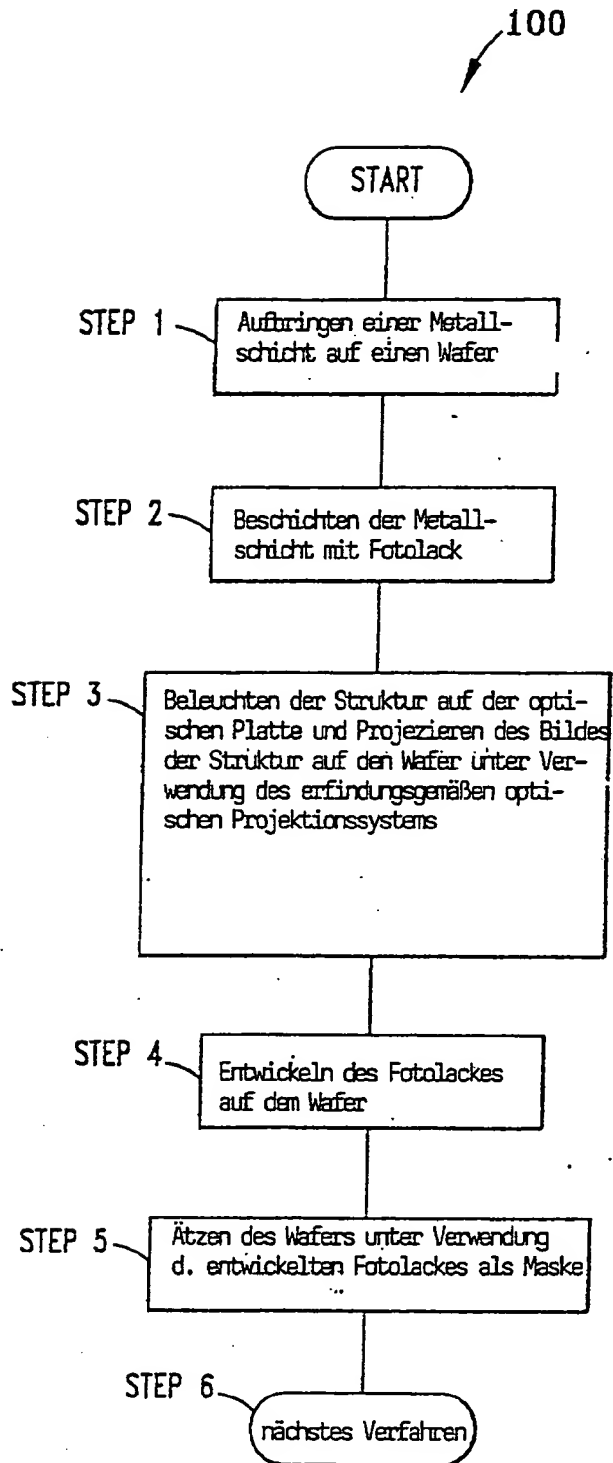 100
START
STEP 1
Aufbringen einer Metall-
schicht auf einen Wafer
STEP 2
Beschichten der Metall-
schicht mit Fotolack
STEP 3
Beleuchten der Struktur auf der opti-
schen Platte und Projezieren des Bildes
der Struktur auf den Wafer unter Ver-
wendung des erfindungsgemäßen opti-
schen Projektionssystems
STEP 4
Entwickeln des Fotolackes
auf dem Wafer
STEP 5
Ätzen des Wafers unter Verwendung
d. entwickelten Fotolackes als Maske
STEP 6
nächstes Verfahren